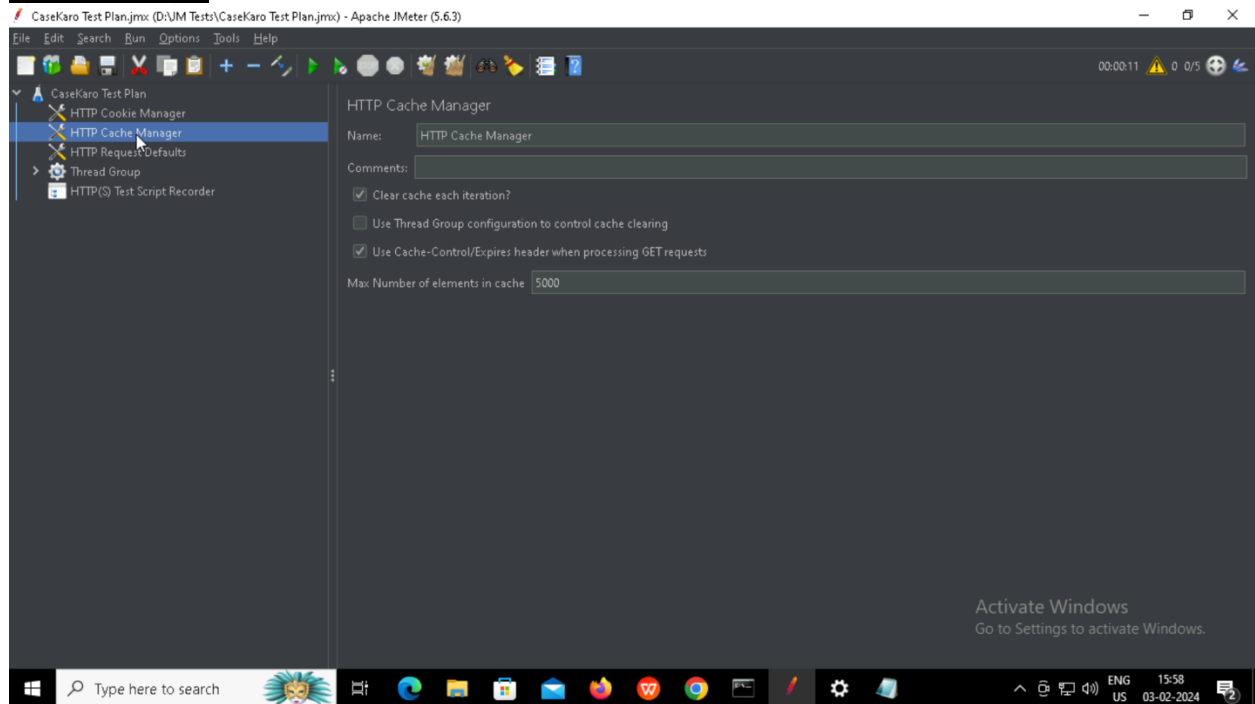 CaseKaro Test Plan.jmx (D:\JM Tests\CaseKaro Test Plan.jmx) - Apache JMeter (5.6.3)
File Edit Search Run Options Tools Help
00:00:11 0 0/5
CaseKaro Test Plan
HTTP Cookie Manager
HTTP Cache Manager
HTTP Request Defaults
Thread Group
HTTP(S) Test Script Recorder
HTTP Cache Manager
Name: HTTP Cache Manager
Comments:
Clear cache each iteration?
Use Thread Group configuration to control cache clearing
Use Cache-Control/Expires header when processing GET requests
Max Number of elements in cache 5000
Activate Windows
Go to Settings to activate Windows.
Type here to search
ENG
US
15:58
03-02-2024
2